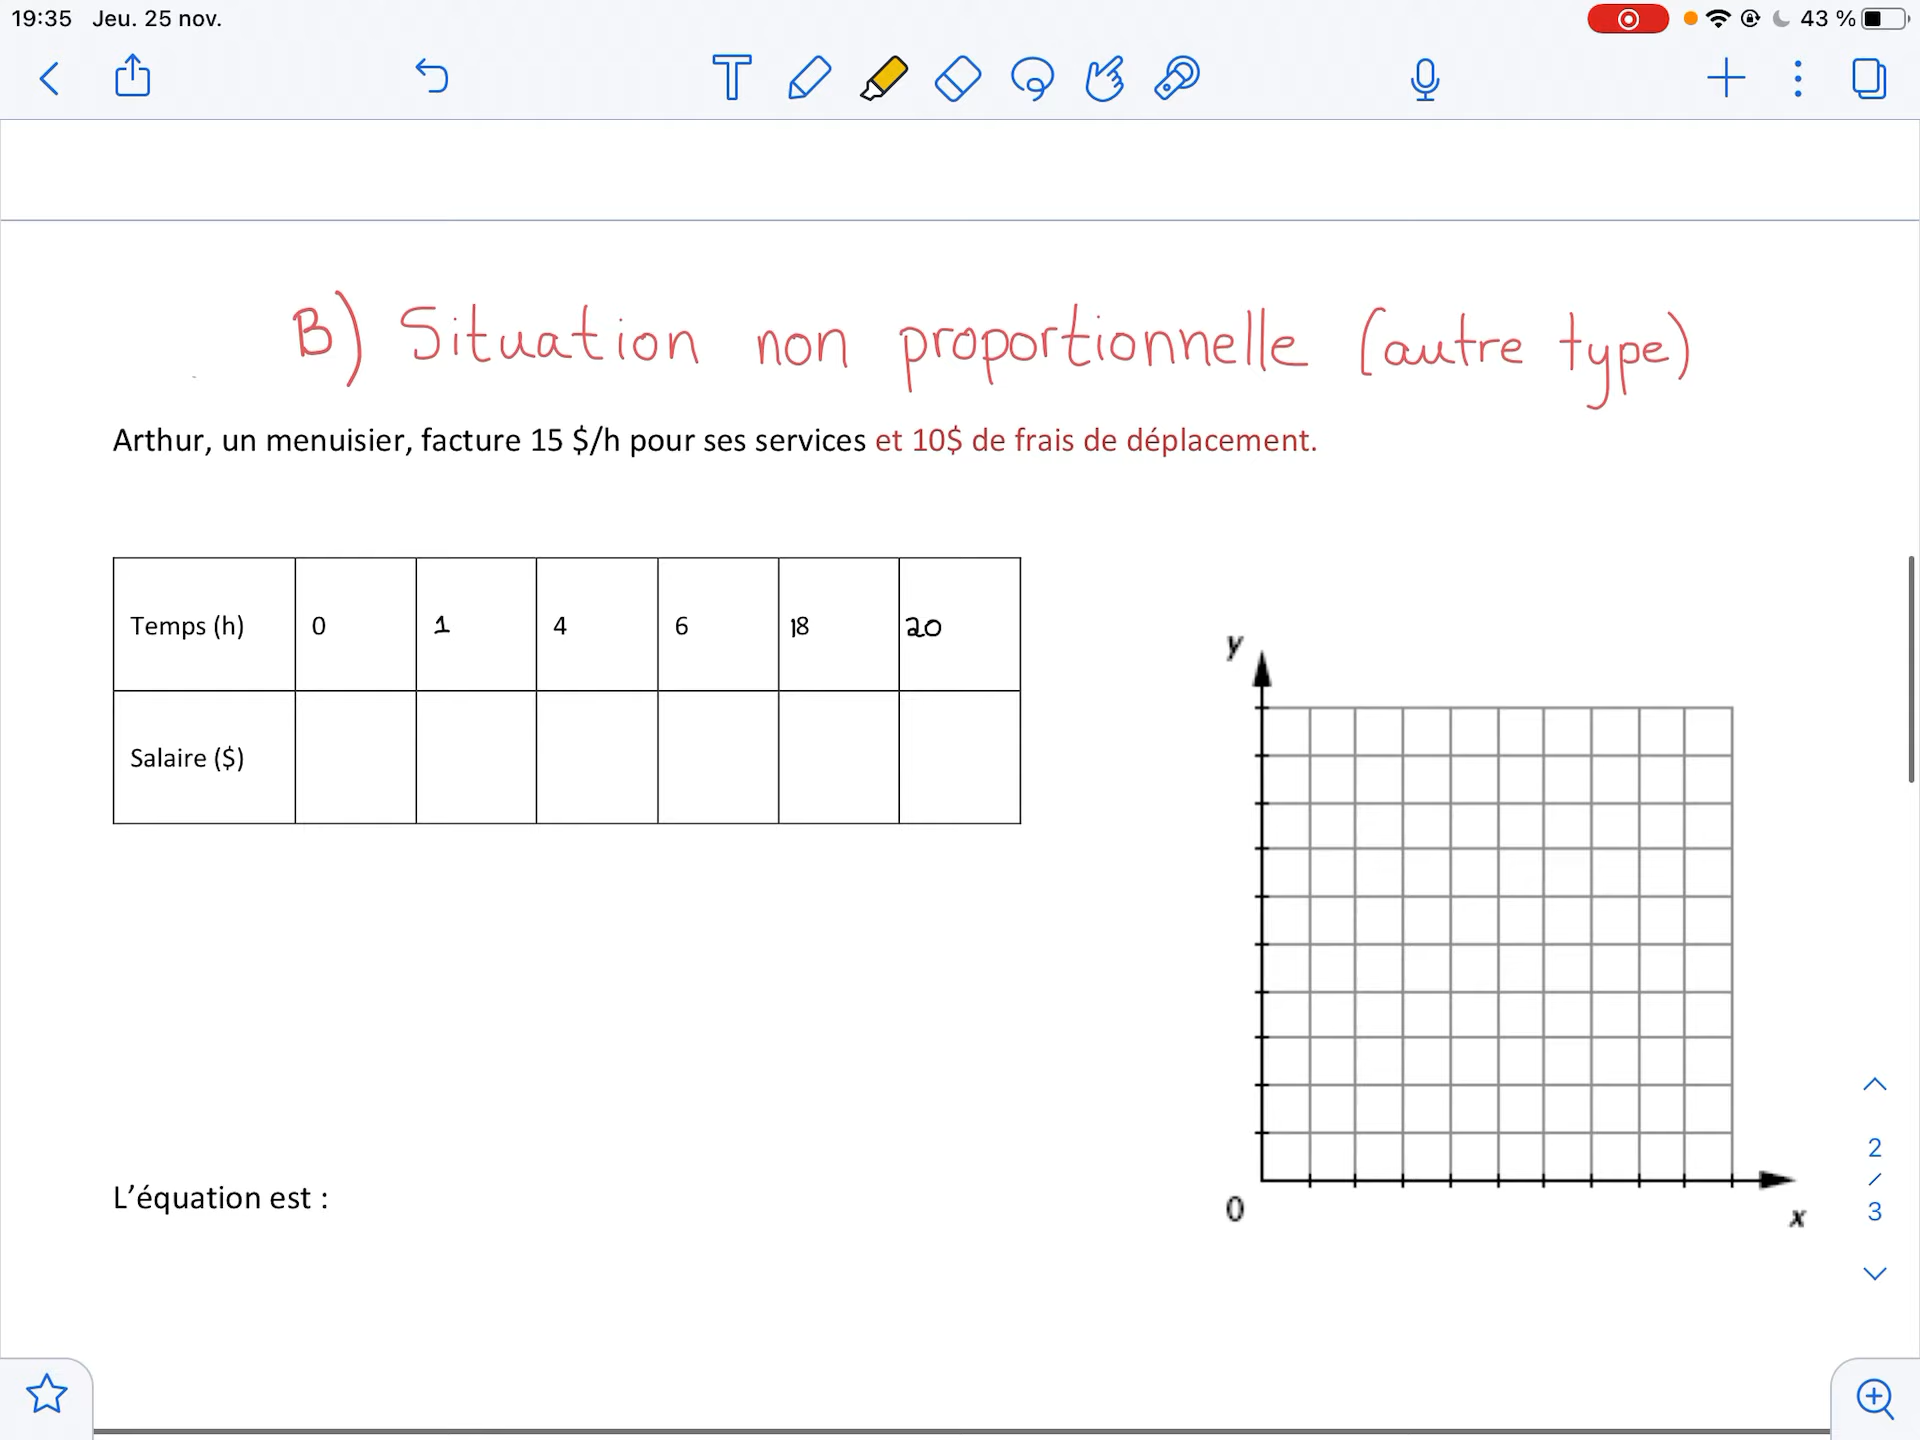 19:35 Jeu. 25 nov. 43 %
T
B) Situation non proportionnelle (autre type)
Arthur, un menuisier, facture 15 $/h pour ses services et 10$ de frais de déplacement.
Temps (h) 0 1 4 6 18 20
Salaire ($)
y
0
x
L’équation est :
2
/
3